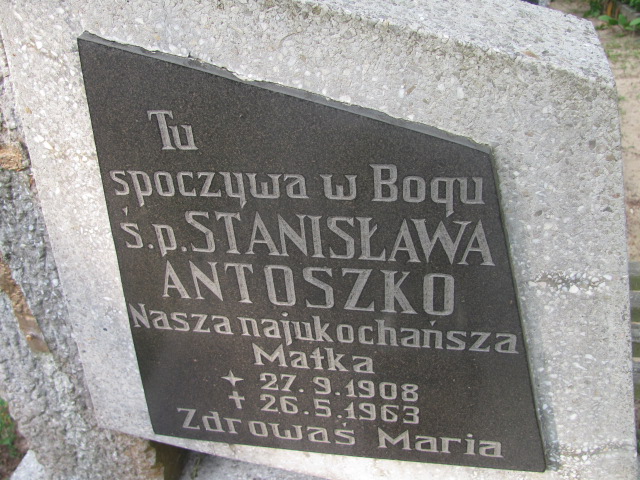 Tu
spoczywa w Bogu
ś.p. STANISŁAWA
ANTOSZKO
Nasza najukochańsza
Matka
✦ 27.9.1908
✝ 26.5.1963
Zdrowaś Maria